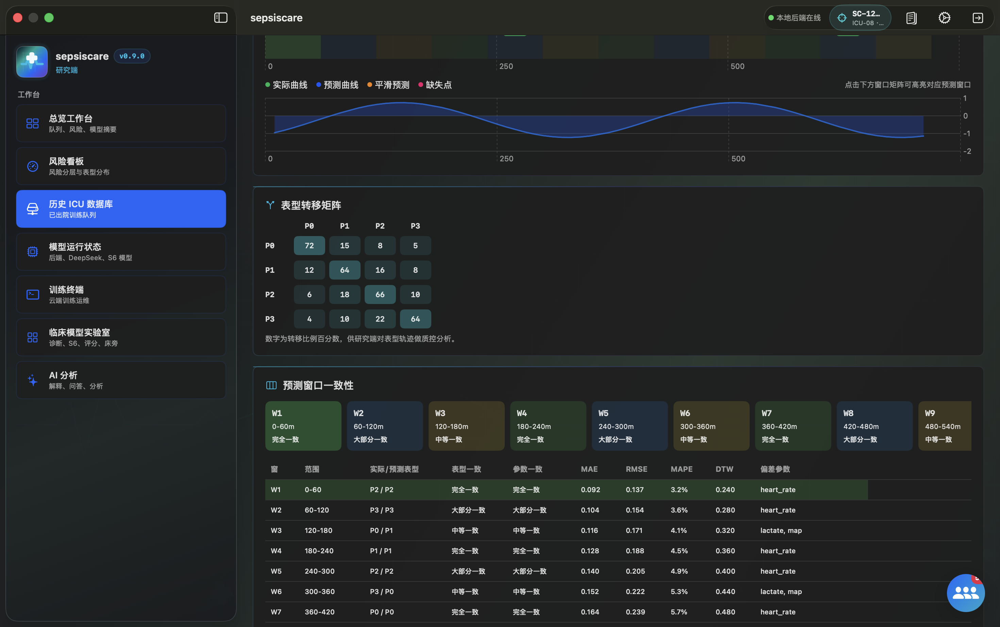 sepsiscare
本地后端在线
SC-12...
ICU-08 ·...
sepsiscare v0.9.0
研究端
工作台
总览工作台
队列、风险、模型摘要
风险看板
风险分层与表型分布
历史 ICU 数据库
已出院训练队列
模型运行状态
后端、DeepSeek、S6 模型
训练终端
云端训练运维
临床模型实验室
诊断、S6、评分、床旁
AI 分析
解释、问答、分析
0 250 500
实际曲线 预测曲线 平滑预测 缺失点
点击下方窗口矩阵可高亮对应预测窗口
1
0
-1
-2
0 250 500
表型转移矩阵
P0 P1 P2 P3
P0 72 15 8 5
P1 12 64 16 8
P2 6 18 66 10
P3 4 10 22 64
数字为转移比例百分数，供研究端对表型轨迹做质控分析。
预测窗口一致性
W1 W2 W3 W4 W5 W6 W7 W8 W9
0-60m 60-120m 120-180m 180-240m 240-300m 300-360m 360-420m 420-480m 480-540m
完全一致 大部分一致 中等一致 完全一致 大部分一致 中等一致 完全一致 大部分一致 中等一致
窗 范围 实际/预测表型 表型一致 参数一致 MAE RMSE MAPE DTW 偏差参数
W1 0-60 P2 / P2 完全一致 完全一致 0.092 0.137 3.2% 0.240 heart_rate
W2 60-120 P3 / P3 大部分一致 大部分一致 0.104 0.154 3.6% 0.280 heart_rate
W3 120-180 P0 / P1 中等一致 中等一致 0.116 0.171 4.1% 0.320 lactate, map
W4 180-240 P1 / P1 完全一致 完全一致 0.128 0.188 4.5% 0.360 heart_rate
W5 240-300 P2 / P2 大部分一致 大部分一致 0.140 0.205 4.9% 0.400 heart_rate
W6 300-360 P3 / P0 中等一致 中等一致 0.152 0.222 5.3% 0.440 lactate, map
W7 360-420 P0 / P0 完全一致 完全一致 0.164 0.239 5.7% 0.480 heart_rate